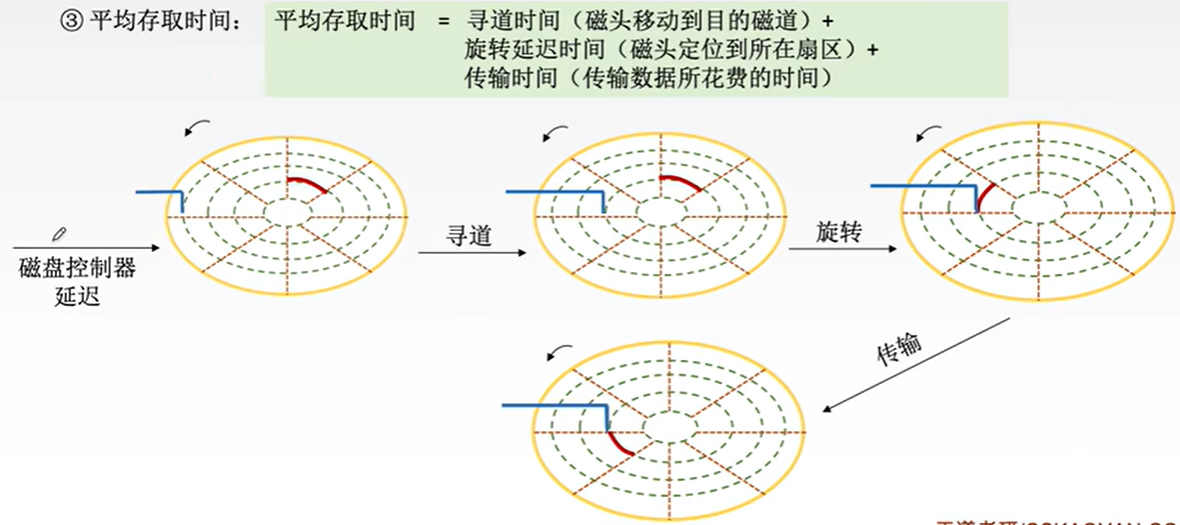 ③ 平均存取时间: 平均存取时间 = 寻道时间（磁头移动到目的磁道）+
旋转延迟时间（磁头定位到所在扇区）+
传输时间（传输数据所花费的时间）
磁盘控制器
延迟
寻道
旋转
传输